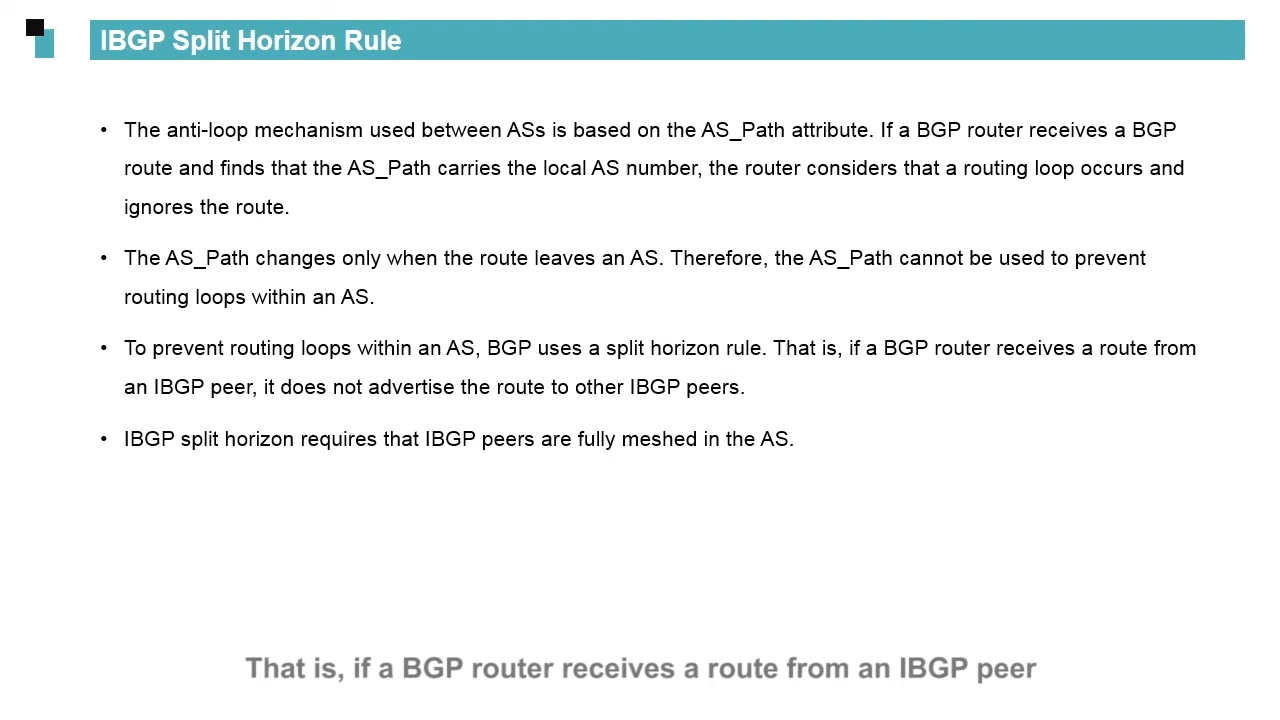 IBGP Split Horizon Rule
• The anti-loop mechanism used between ASs is based on the AS_Path attribute. If a BGP router receives a BGP
route and finds that the AS_Path carries the local AS number, the router considers that a routing loop occurs and
ignores the route.
• The AS_Path changes only when the route leaves an AS. Therefore, the AS_Path cannot be used to prevent
routing loops within an AS.
• To prevent routing loops within an AS, BGP uses a split horizon rule. That is, if a BGP router receives a route from
an IBGP peer, it does not advertise the route to other IBGP peers.
• IBGP split horizon requires that IBGP peers are fully meshed in the AS.
That is, if a BGP router receives a route from an IBGP peer